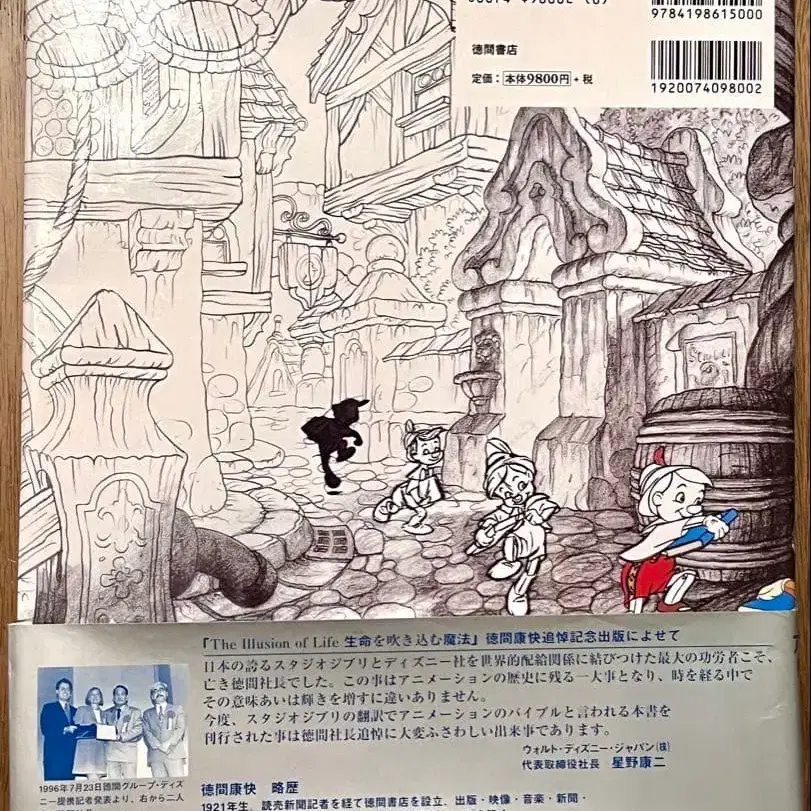 9784198615000
徳間書店
定価:本体9800円+税
1920074098002
『The Illusion of Life 生命を吹き込む魔法』徳間康快追悼記念出版によせて
日本の誇るスタジオジブリとディズニー社を世界的配給関係に結びつけた最大の功労者こそ、
亡き徳間社長でした。この事はアニメーションの歴史に残る一大事となり、時を経る中で
その意味あいは輝きを増すに違いありません。
今度、スタジオジブリの翻訳でアニメーションのバイブルと言われる本書を
刊行された事は徳間社長追悼に大変ふさわしい出来事であります。
ウォルト・ディズニー・ジャパン(株)
代表取締役社長 星野康二
1996年7月23日徳間グループ・ディズ
ニー提携記者発表より、右から二人
徳間康快 略歴
1921年生。読売新聞記者を経て徳間書店を設立、出版・映像・音楽・新聞・